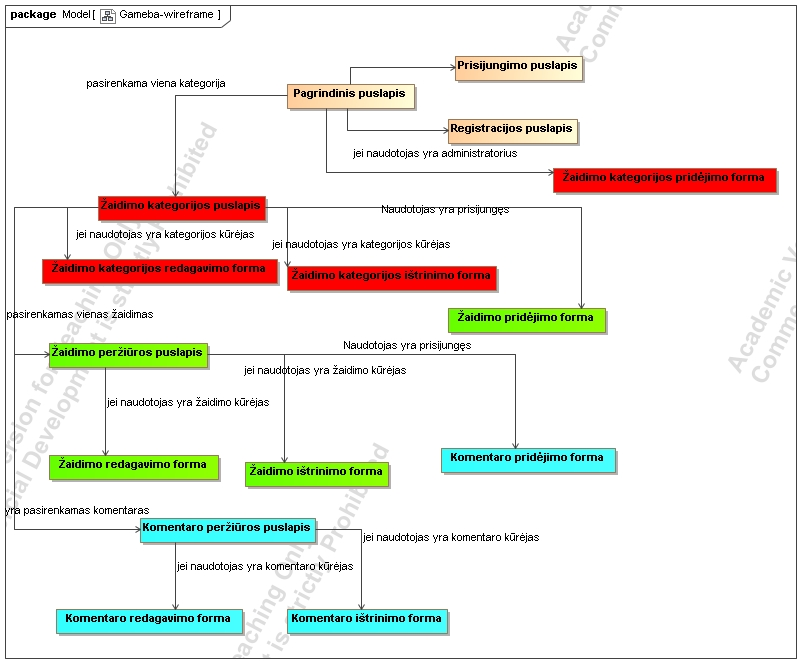 package Model [ Gameba-wireframe ]
Prisijungimo puslapis
pasirenkama viena kategorija
Pagrindinis puslapis
Registracijos puslapis
jei naudotojas yra administratorius
Žaidimo kategorijos pridėjimo forma
Žaidimo kategorijos puslapis
Naudotojas yra prisijungęs
jei naudotojas yra kategorijos kūrėjas
jei naudotojas yra kategorijos kūrėjas
Žaidimo kategorijos redagavimo forma
Žaidimo kategorijos ištrinimo forma
pasirenkamas vienas žaidimas
Žaidimo pridėjimo forma
Žaidimo peržiūros puslapis
Naudotojas yra prisijungęs
jei naudotojas yra žaidimo kūrėjas
jei naudotojas yra žaidimo kūrėjas
Komentaro pridėjimo forma
Žaidimo redagavimo forma
Žaidimo ištrinimo forma
yra pasirenkamas komentaras
Komentaro peržiūros puslapis
jei naudotojas yra komentaro kūrėjas
jei naudotojas yra komentaro kūrėjas
Komentaro redagavimo forma
Komentaro ištrinimo forma